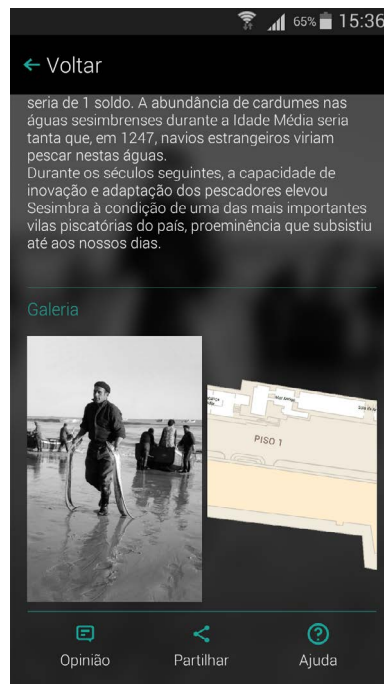 65% 15:36
Voltar
seria de 1 soldo. A abundância de cardumes nas
águas sesimbrenses durante a Idade Média seria
tanta que, em 1247, navios estrangeiros viriam
pescar nestas águas.
Durante os séculos seguintes, a capacidade de
inovação e adaptação dos pescadores elevou
Sesimbra à condição de uma das mais importantes
vilas piscatórias do país, proeminência que subsistiu
até aos nossos dias.
Galeria
PISO 1
Opinião Partilhar Ajuda